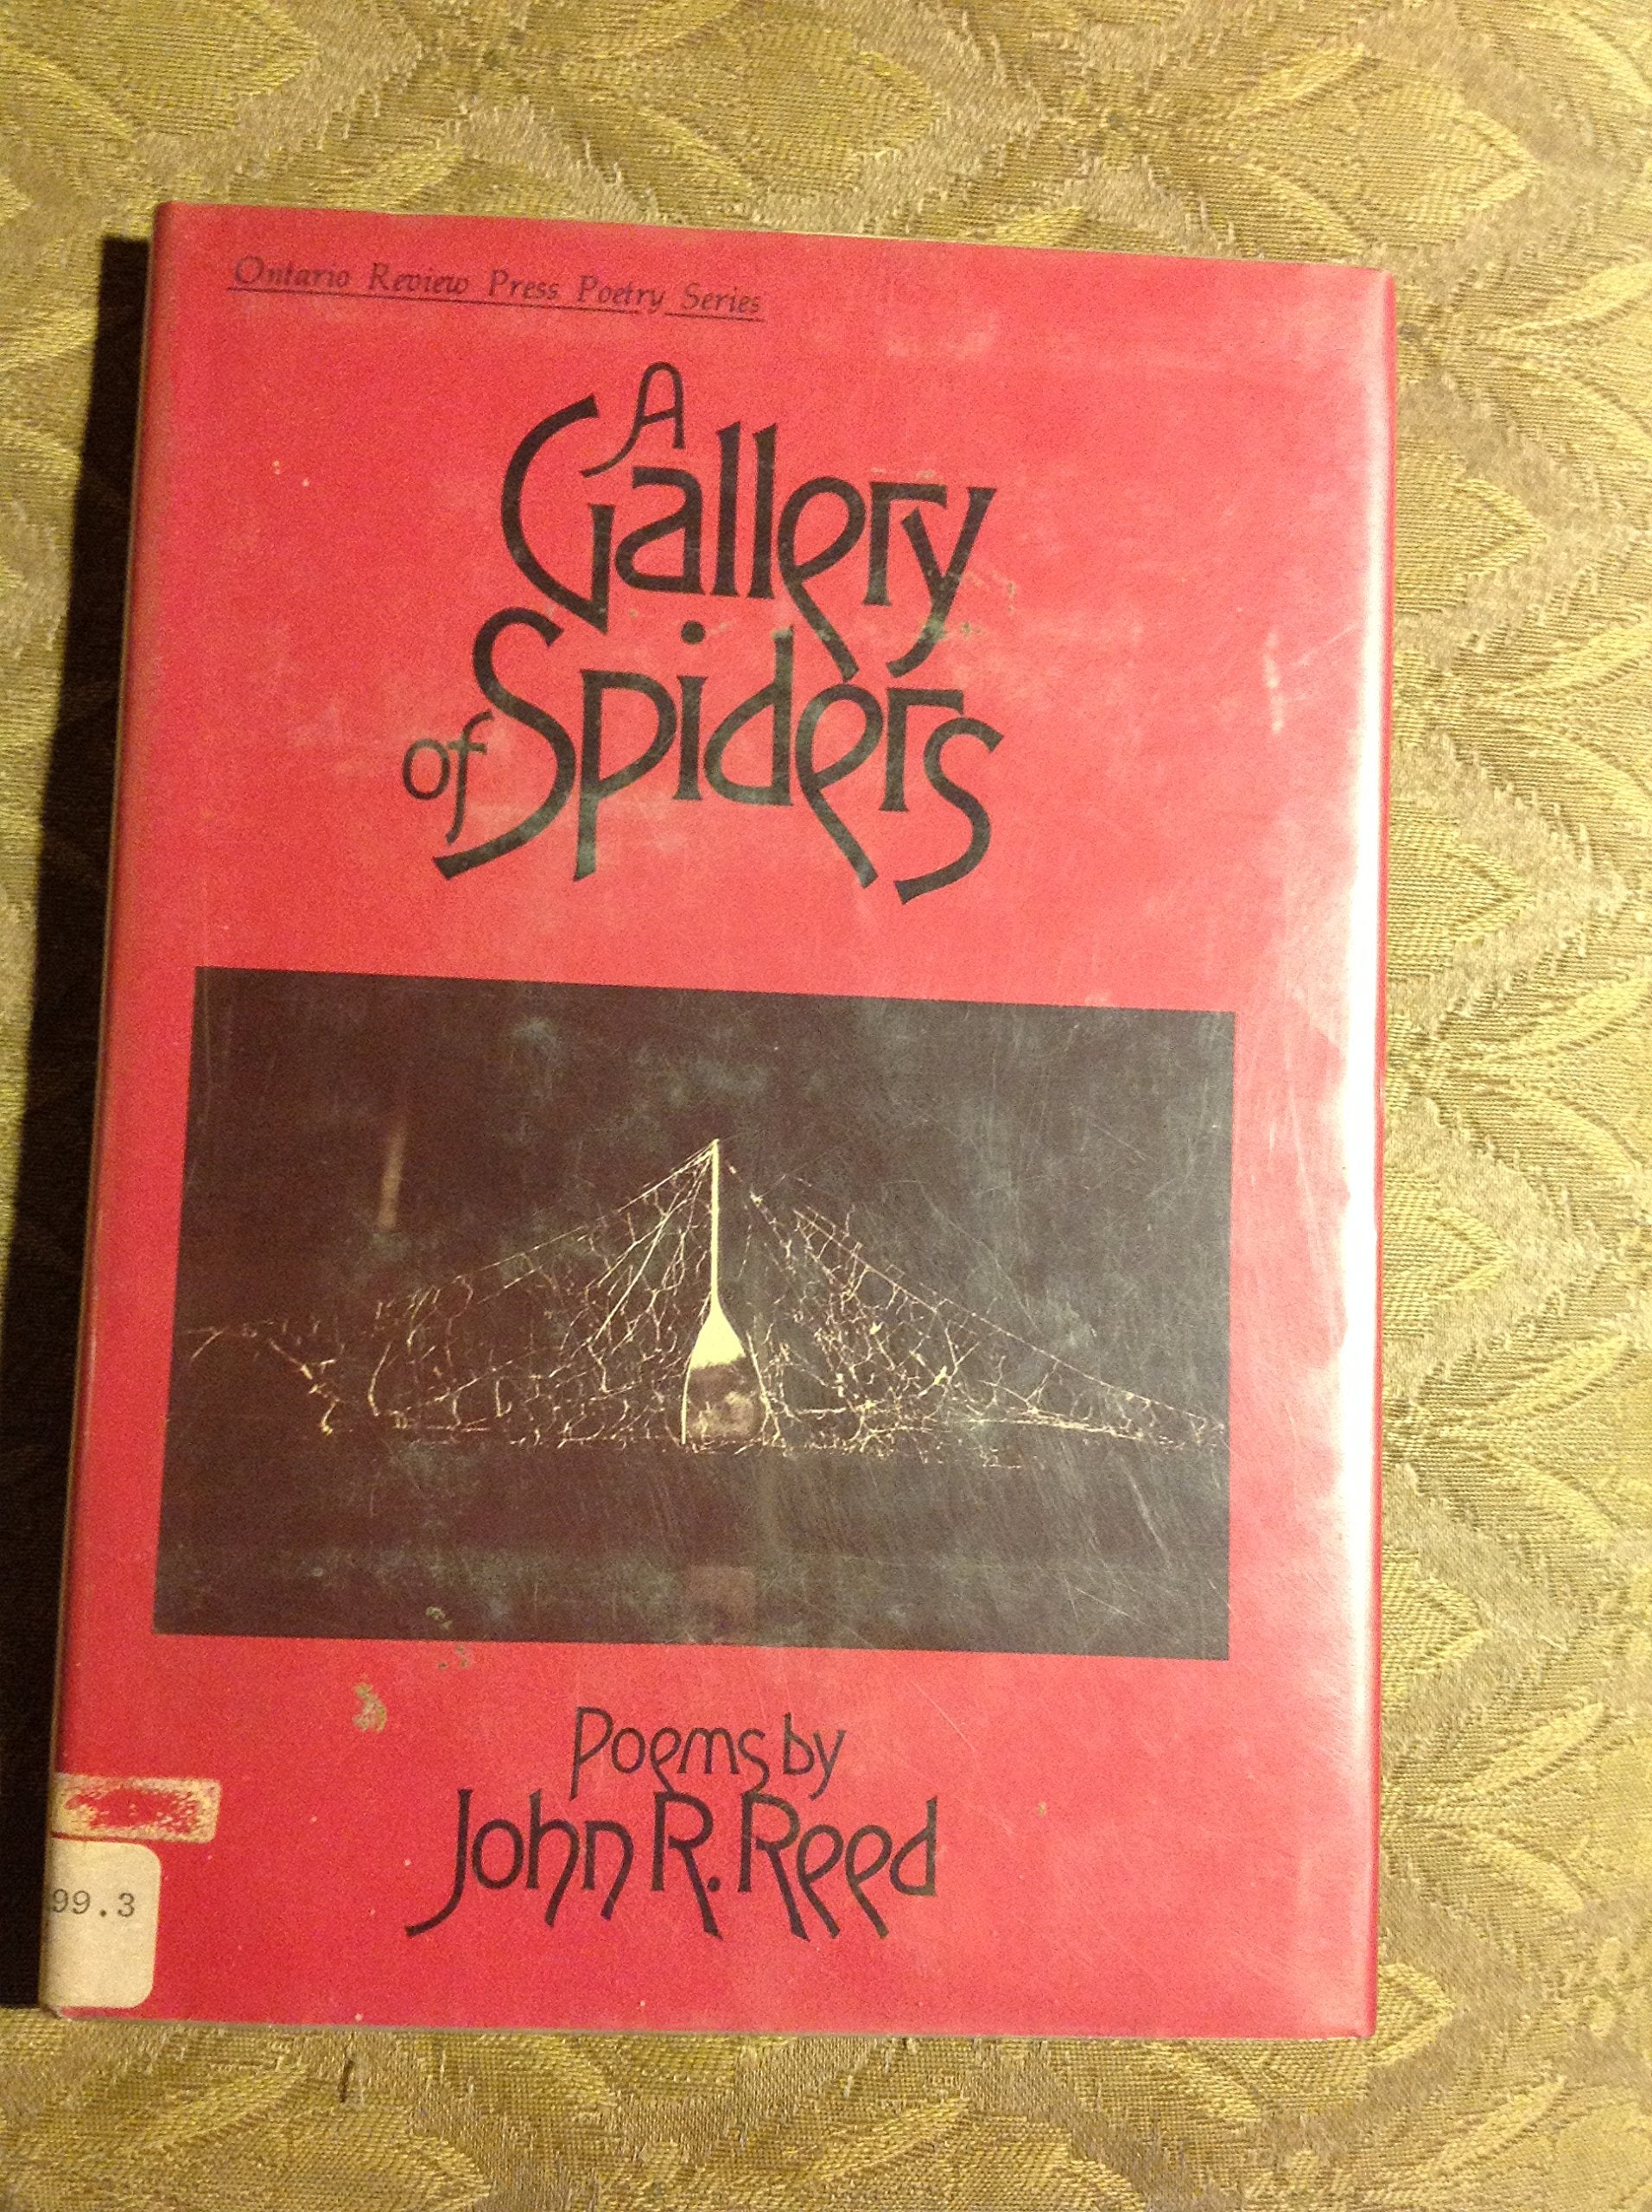 Ontario Review Press Poetry Series
A
Gallery
of Spiders
Poems by
John R. Reed
99.3